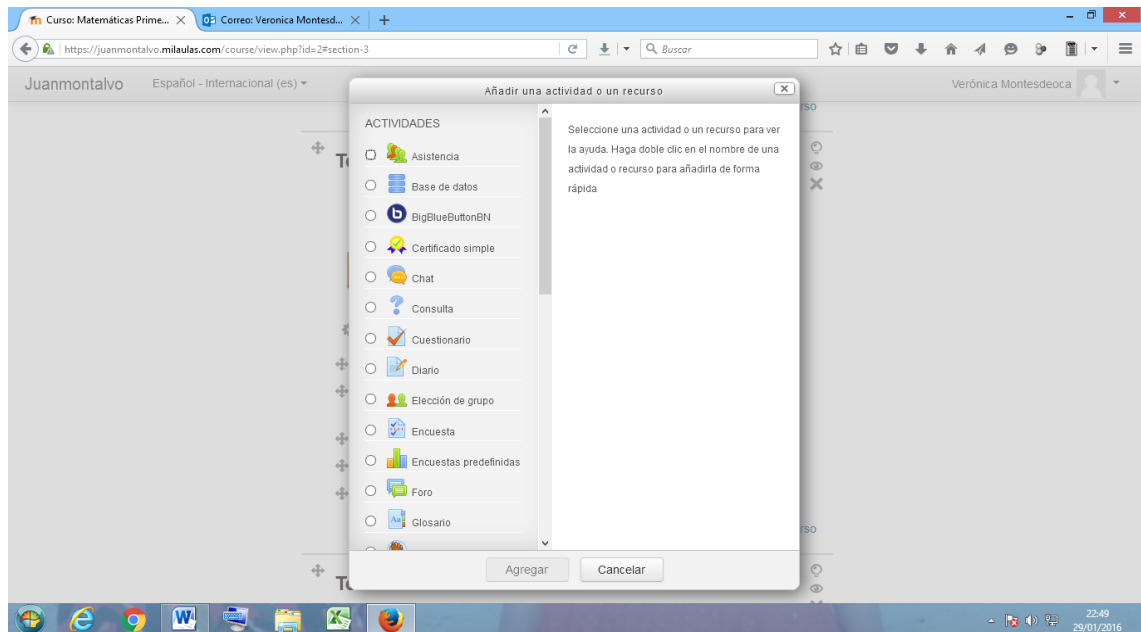 Curso: Matemáticas Prime...
Correo: Veronica Montesd...
https://juanmontalvo.milaulas.com/course/view.php?id=2#section-3
Buscar
Juanmontalvo
Español - Internacional (es)
Verónica Montesdeoca
Añadir una actividad o un recurso
ACTIVIDADES
Asistencia
Base de datos
BigBlueButtonBN
Certificado simple
Chat
Consulta
Cuestionario
Diario
Elección de grupo
Encuesta
Encuestas predefinidas
Foro
Glosario
Seleccione una actividad o un recurso para ver
la ayuda. Haga doble clic en el nombre de una
actividad o recurso para añadirla de forma
rápida
Agregar
Cancelar
22:49
29/01/2016